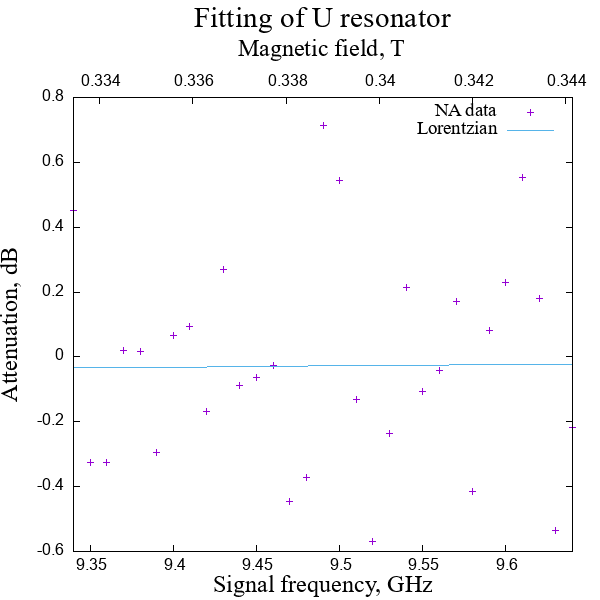 Fitting of U resonator
Magnetic field, T
0.334 0.336 0.338 0.34 0.342 0.344
NA data
Lorentzian
Attenuation, dB
0.8
0.6
0.4
0.2
0
-0.2
-0.4
-0.6
9.35 9.4 9.45 9.5 9.55 9.6
Signal frequency, GHz